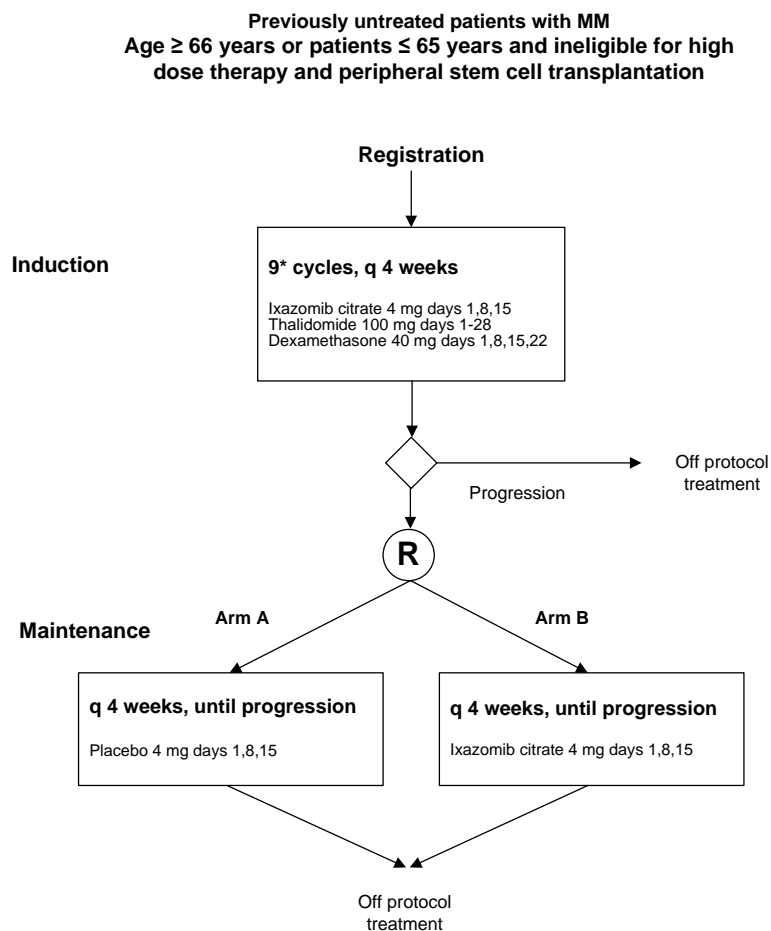 Previously untreated patients with MM
Age ≥ 66 years or patients ≤ 65 years and ineligible for high
dose therapy and peripheral stem cell transplantation
Registration
Induction
9* cycles, q 4 weeks
Ixazomib citrate 4 mg days 1,8,15
Thalidomide 100 mg days 1-28
Dexamethasone 40 mg days 1,8,15,22
Off protocol
treatment
Progression
R
Arm A
Arm B
Maintenance
q 4 weeks, until progression
Placebo 4 mg days 1,8,15
q 4 weeks, until progression
Ixazomib citrate 4 mg days 1,8,15
Off protocol
treatment